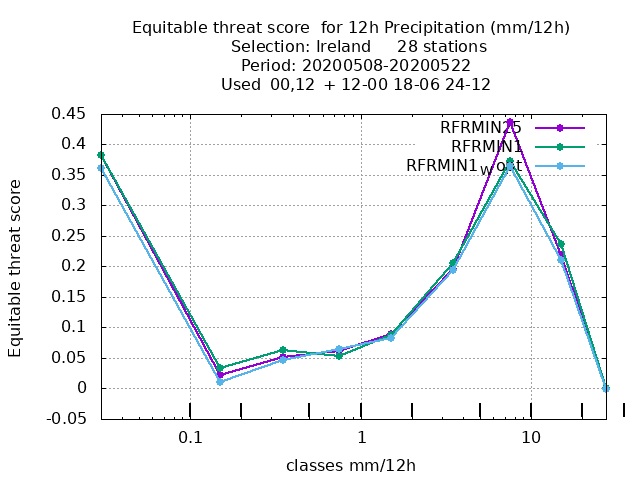 Equitable threat score  for 12h Precipitation (mm/12h)
Selection: Ireland     28 stations
Period: 20200508-20200522
Used  00,12  + 12-00 18-06 24-12
RFRMIN25
RFRMIN1
RFRMIN1wolt
Equitable threat score
0.45
0.4
0.35
0.3
0.25
0.2
0.15
0.1
0.05
0
-0.05
0.1 1 10
classes mm/12h